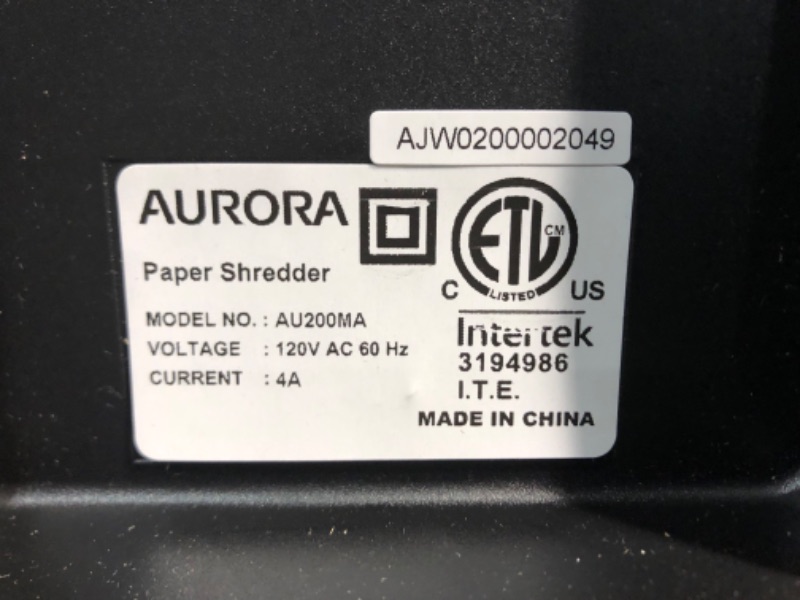 AJW0200002049
AURORA
Paper Shredder
MODEL NO. : AU200MA
VOLTAGE : 120V AC 60 Hz
CURRENT : 4A
ETL CM
LISTED
C US
Intertek
3194986
I.T.E.
MADE IN CHINA